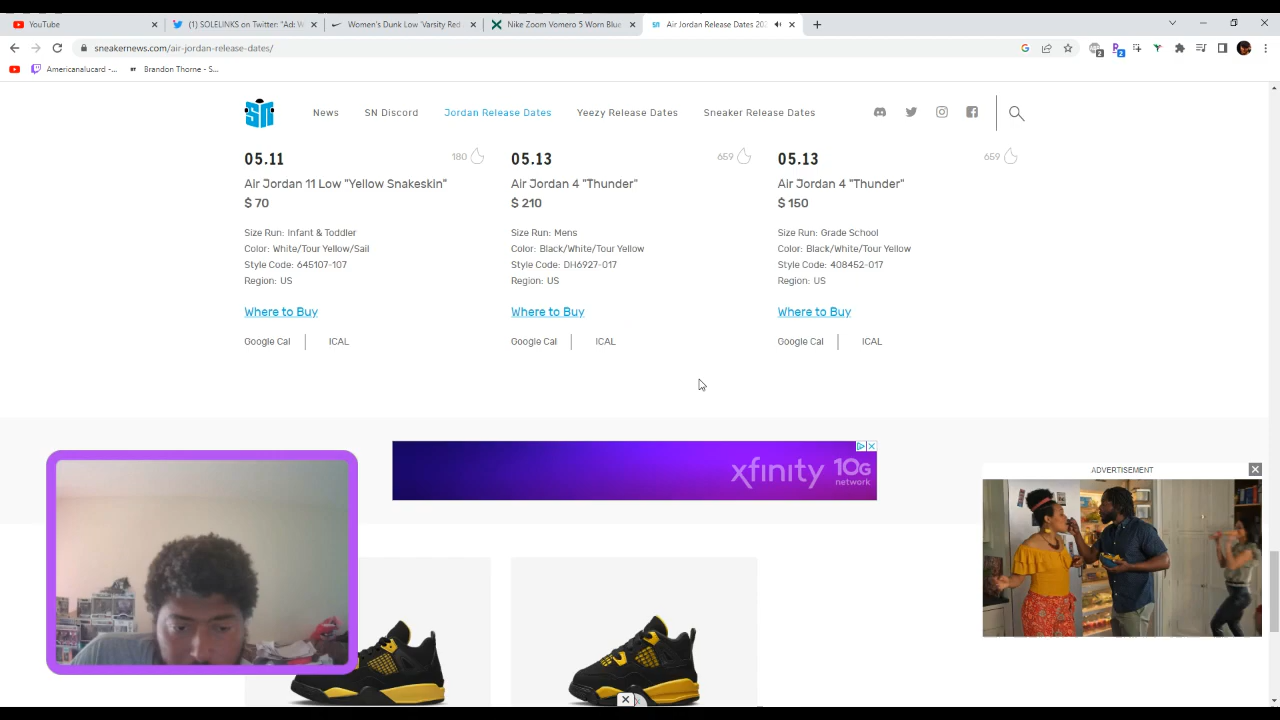 YouTube
(1) SOLELINKS on Twitter: "Ad: W
Women's Dunk Low 'Varsity Red
Nike Zoom Vomero 5 Worn Blue
Air Jordan Release Dates 202
sneakernews.com/air-jordan-release-dates/
2
2
Americanalucard -...
Brandon Thorne - S...
SN
News
SN Discord
Jordan Release Dates
Yeezy Release Dates
Sneaker Release Dates
05.11
180
05.13
659
05.13
659
Air Jordan 11 Low "Yellow Snakeskin"
Air Jordan 4 "Thunder"
Air Jordan 4 "Thunder"
$ 70
$ 210
$ 150
Size Run: Infant & Toddler
Size Run: Mens
Size Run: Grade School
Color: White/Tour Yellow/Sail
Color: Black/White/Tour Yellow
Color: Black/White/Tour Yellow
Style Code: 645107-107
Style Code: DH6927-017
Style Code: 408452-017
Region: US
Region: US
Region: US
Where to Buy
Where to Buy
Where to Buy
Google Cal
ICAL
Google Cal
ICAL
Google Cal
ICAL
xfinity 10G
network
ADVERTISEMENT